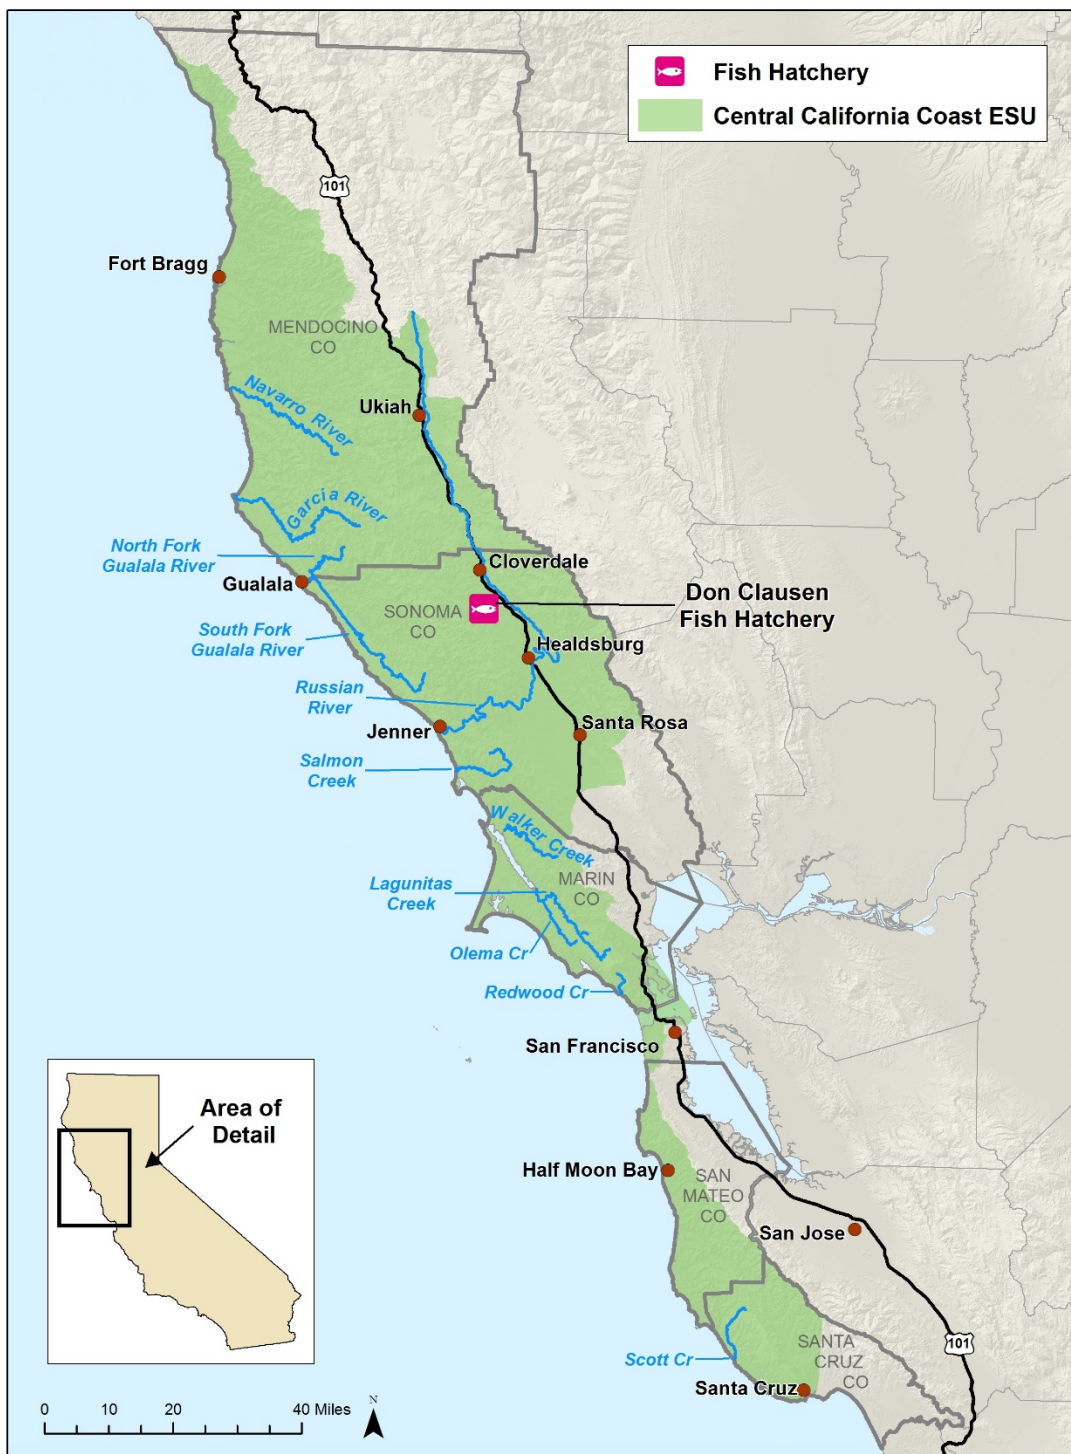 Fish Hatchery
Central California Coast ESU
101
Fort Bragg
MENDOCINO
CO
Navarro River
Ukiah
Garcia River
North Fork
Gualala River
Gualala
Cloverdale
Don Clausen
Fish Hatchery
SONOMA
CO
South Fork
Gualala River
Healdsburg
Russian
River
Jenner
Santa Rosa
Salmon
Creek
Walker Creek
MARIN
CO
Lagunitas
Creek
Olema Cr
Redwood Cr
San Francisco
Area of
Detail
Half Moon Bay
SAN
MATEO
CO
San Jose
101
SANTA
CRUZ
CO
Scott Cr
Santa Cruz
N
0 10 20 40 Miles